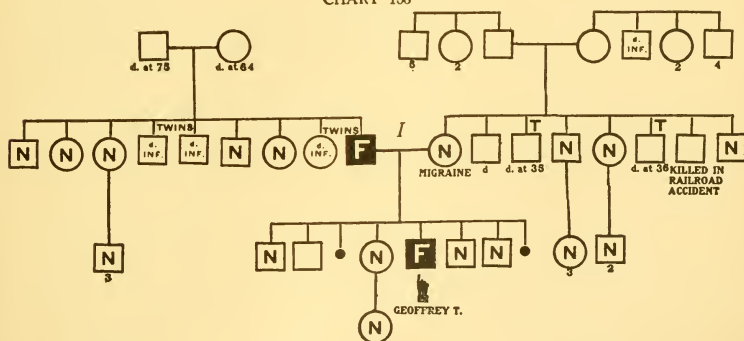 CHART 158
d. at 75 d. at 64
5 2 d. INF. 2 4
N N N TWINS d. INF. d. INF. N N TWINS d. INF. F I N d T T N N T N
MIGRAINE d. at 35 d. at 36 KILLED IN
RAILROAD
ACCIDENT
N N F N N
N 3 N 3 N 2
GEOFFREY T.
N